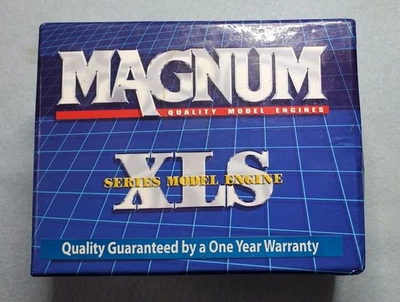 MAGNUM
QUALITY MODEL ENGINES
XLS
SERIES MODEL ENGINE
Quality Guaranteed by a One Year Warranty